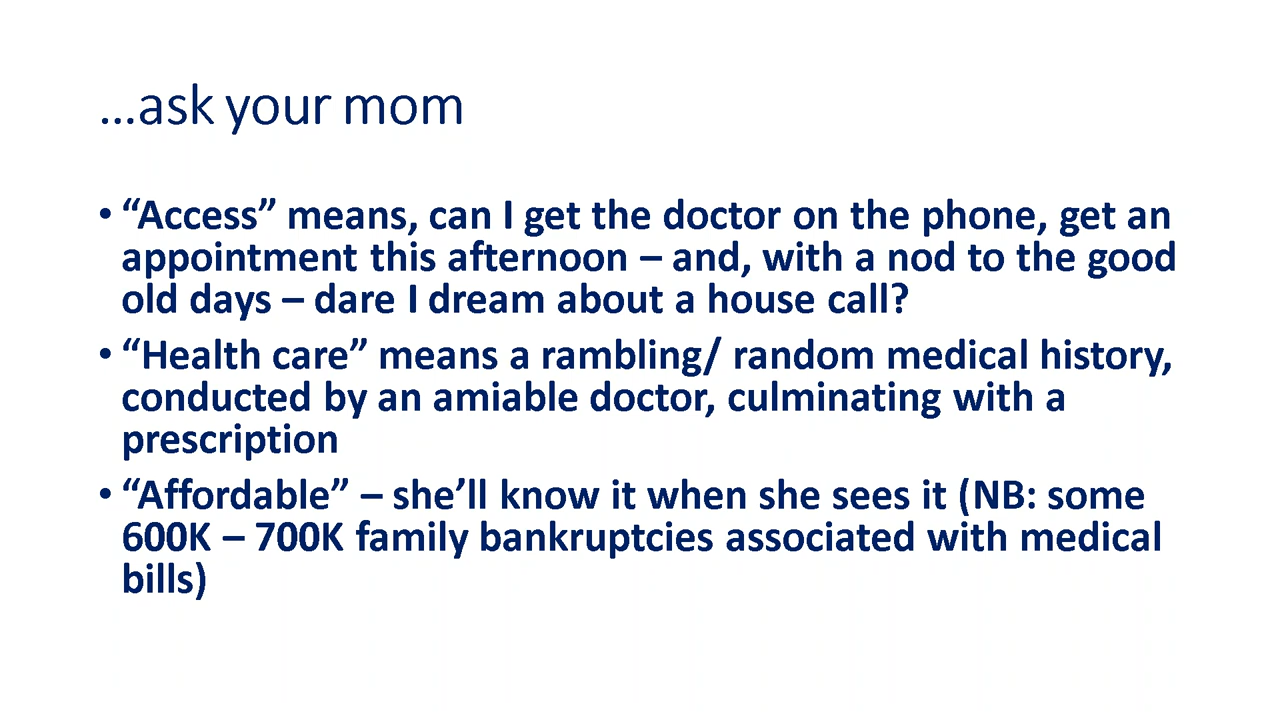 ...ask your mom
• “Access” means, can I get the doctor on the phone, get an
appointment this afternoon – and, with a nod to the good
old days – dare I dream about a house call?
• “Health care” means a rambling/ random medical history,
conducted by an amiable doctor, culminating with a
prescription
• “Affordable” – she’ll know it when she sees it (NB: some
600K – 700K family bankruptcies associated with medical
bills)